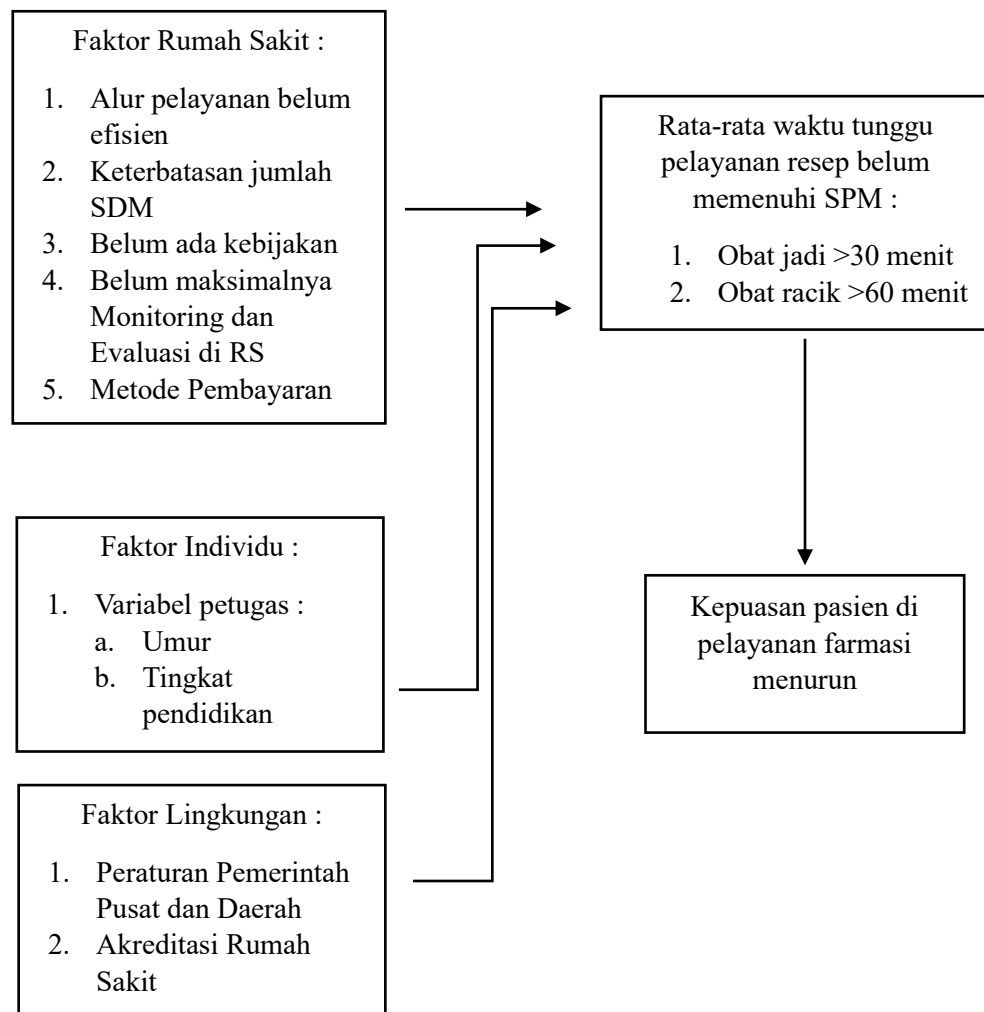 Faktor Rumah Sakit :
1. Alur pelayanan belum
efisien
2. Keterbatasan jumlah
SDM
3. Belum ada kebijakan
4. Belum maksimalnya
Monitoring dan
Evaluasi di RS
5. Metode Pembayaran
Rata-rata waktu tunggu
pelayanan resep belum
memenuhi SPM :
1. Obat jadi >30 menit
2. Obat racik >60 menit
Faktor Individu :
1. Variabel petugas :
a. Umur
b. Tingkat
pendidikan
Kepuasan pasien di
pelayanan farmasi
menurun
Faktor Lingkungan :
1. Peraturan Pemerintah
Pusat dan Daerah
2. Akreditasi Rumah
Sakit